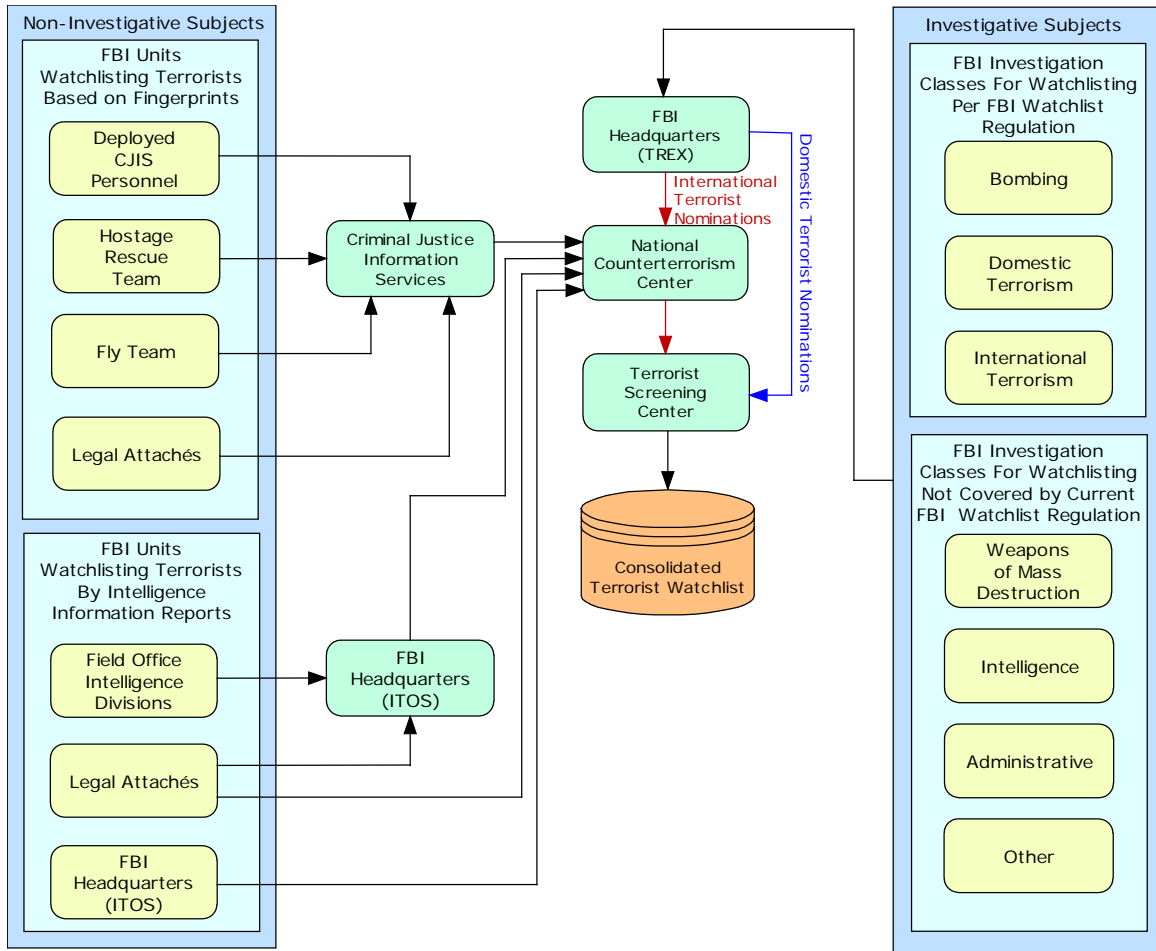 Non-Investigative Subjects
FBI Units
Watchlisting Terrorists
Based on Fingerprints
Deployed
CJIS
Personnel
Hostage
Rescue
Team
Fly Team
Legal Attachés
FBI Units
Watchlisting Terrorists
By Intelligence
Information Reports
Field Office
Intelligence
Divisions
Legal Attachés
FBI
Headquarters
(ITOS)
Criminal Justice
Information
Services
FBI
Headquarters
(ITOS)
FBI
Headquarters
(TREX)
International
Terrorist
Nominations
Domestic Terrorist Nominations
National
Counterterrorism
Center
Terrorist
Screening
Center
Consolidated
Terrorist Watchlist
Investigative Subjects
FBI Investigation
Classes For Watchlisting
Per FBI Watchlist
Regulation
Bombing
Domestic
Terrorism
International
Terrorism
FBI Investigation
Classes For Watchlisting
Not Covered by Current
FBI Watchlist Regulation
Weapons
of Mass
Destruction
Intelligence
Administrative
Other